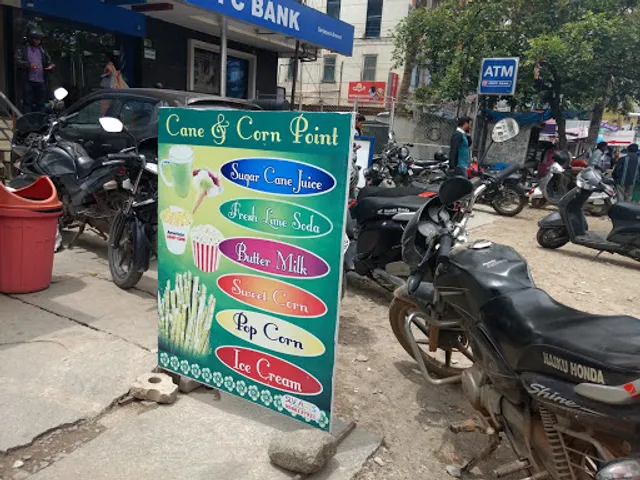 C BANK
ATM
Cane & Corn Point
Sugar Cane Juice
Fresh Lime Soda
Butter Milk
Sweet Corn
Pop Corn
Ice Cream
NAIKU HONDA
Shine